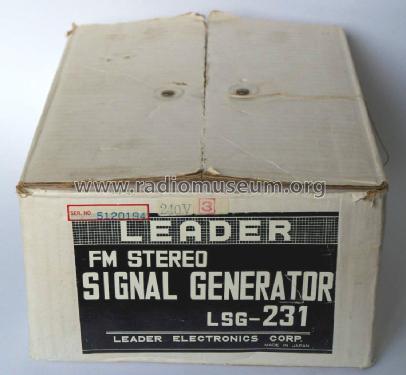 www.radiomuseum.org
SER. NO. 5120194 240V 3
LEADER
FM STEREO
SIGNAL GENERATOR
LSG-231
LEADER ELECTRONICS CORP.
MADE IN JAPAN